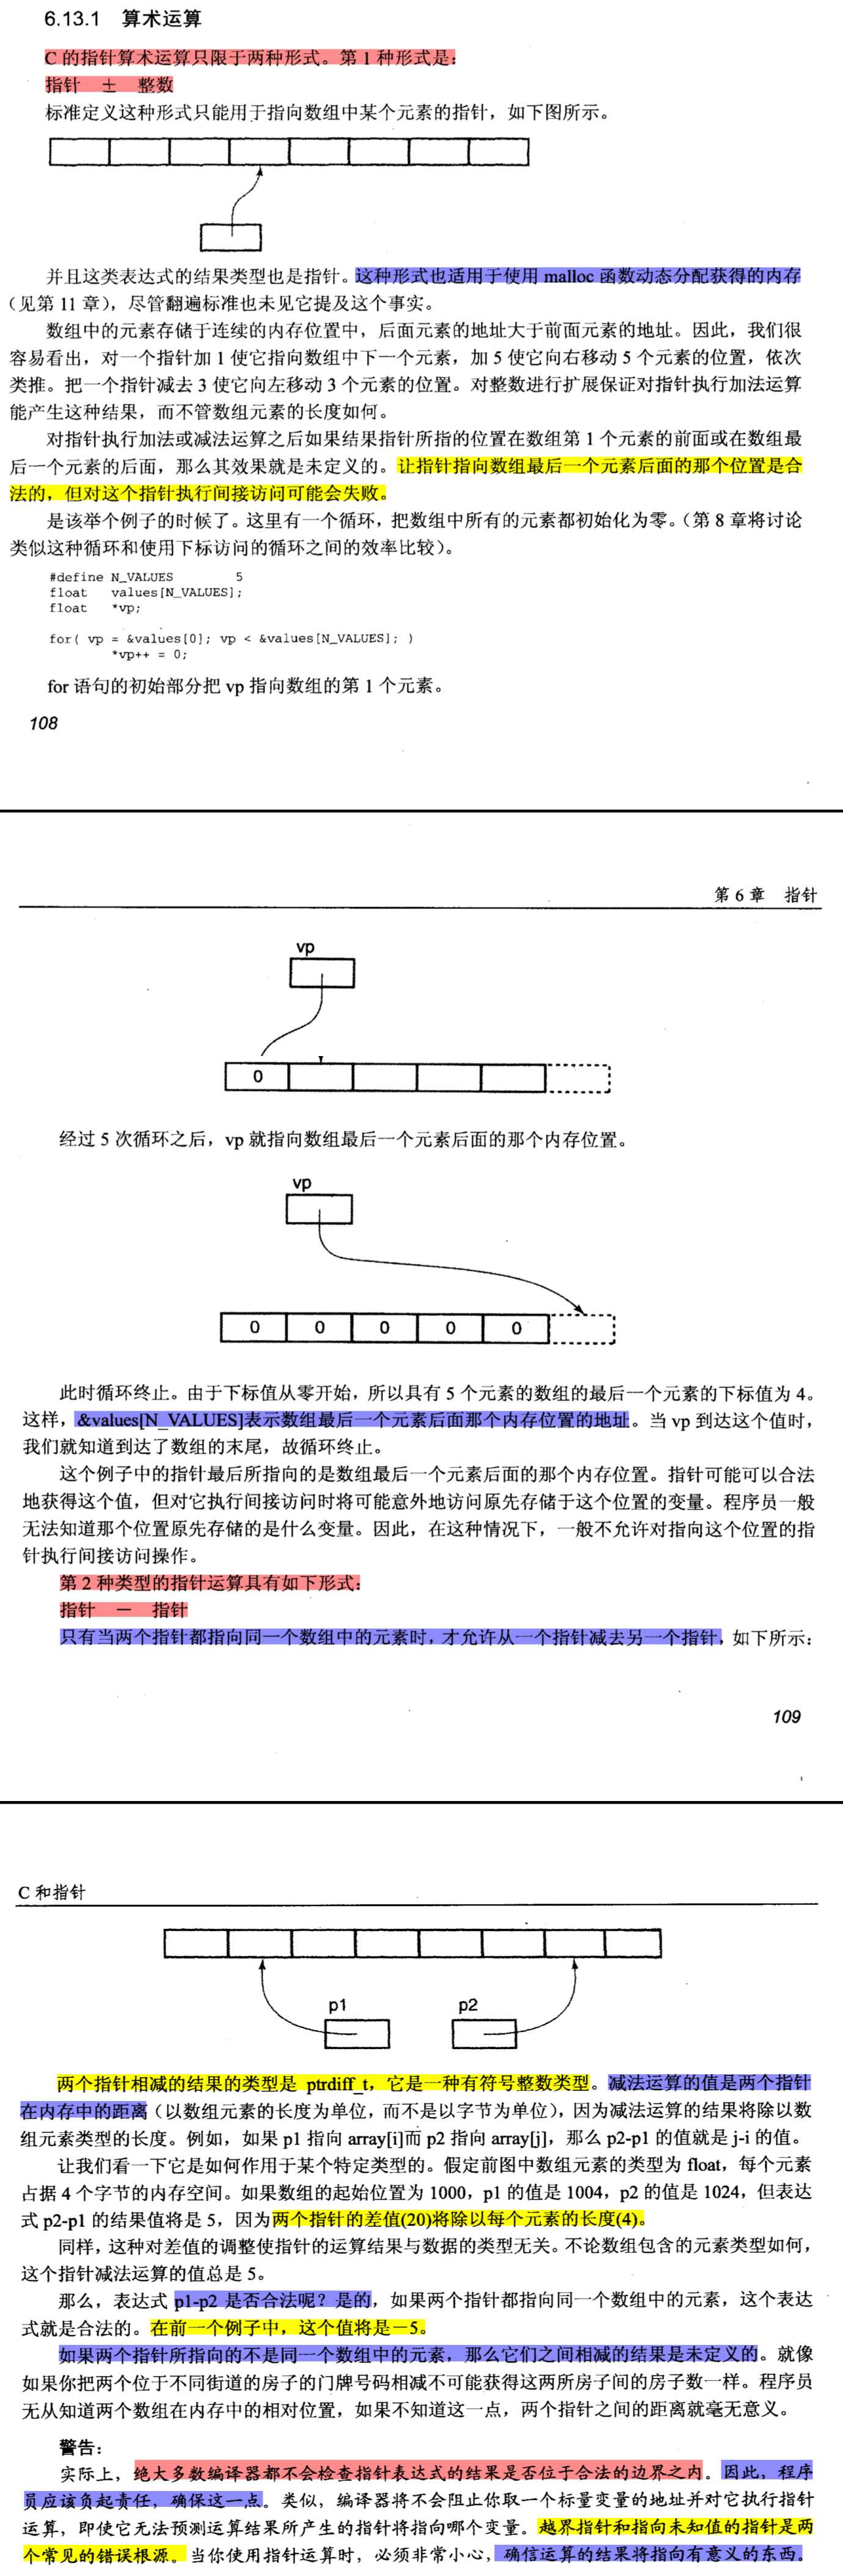 6.13.1 算术运算
C 的指针算术运算只限于两种形式。第 1 种形式是：
指针 ± 整数
标准定义这种形式只能用于指向数组中某个元素的指针，如下图所示。
并且这类表达式的结果类型也是指针。这种形式也适用于使用 malloc 函数动态分配获得的内存
（见第 11 章），尽管翻遍标准也未见它提及这个事实。
数组中的元素存储于连续的内存位置中，后面元素的地址大于前面元素的地址。因此，我们很
容易看出，对一个指针加 1 使它指向数组中下一个元素，加 5 使它向右移动 5 个元素的位置，依次
类推。把一个指针减去 3 使它向左移动 3 个元素的位置。对整数进行扩展保证对指针执行加法运算
能产生这种结果，而不管数组元素的长度如何。
对指针执行加法或减法运算之后如果结果指针所指的位置在数组第 1 个元素的前面或在数组最
后一个元素的后面，那么其效果就是未定义的。让指针指向数组最后一个元素后面的那个位置是合
法的，但对这个指针执行间接访问可能会失败。
是该举个例子的时候了。这里有一个循环，把数组中所有的元素都初始化为零。（第 8 章将讨论
类似这种循环和使用下标访问的循环之间的效率比较）。
#define N_VALUES 5
float values[N_VALUES];
float *vp;
for( vp = &values[0]; vp < &values[N_VALUES]; )
*vp++ = 0;
for 语句的初始部分把 vp 指向数组的第 1 个元素。
108
第 6 章 指针
vp
0
经过 5 次循环之后，vp 就指向数组最后一个元素后面的那个内存位置。
vp
0 0 0 0 0
此时循环终止。由于下标值从零开始，所以具有 5 个元素的数组的最后一个元素的下标值为 4。
这样，&values[N_VALUES]表示数组最后一个元素后面那个内存位置的地址。当 vp 到达这个值时，
我们就知道到达了数组的末尾，故循环终止。
这个例子中的指针最后所指向的是数组最后一个元素后面的那个内存位置。指针可能可以合法
地获得这个值，但对它执行间接访问时将可能意外地访问原先存储于这个位置的变量。程序员一般
无法知道那个位置原先存储的是什么变量。因此，在这种情况下，一般不允许对指向这个位置的指
针执行间接访问操作。
第 2 种类型的指针运算具有如下形式：
指针 － 指针
只有当两个指针都指向同一个数组中的元素时，才允许从一个指针减去另一个指针，如下所示：
109
C 和指针
p1 p2
两个指针相减的结果的类型是 ptrdiff_t，它是一种有符号整数类型。减法运算的值是两个指针
在内存中的距离（以数组元素的长度为单位，而不是以字节为单位），因为减法运算的结果将除以数
组元素类型的长度。例如，如果 p1 指向 array[i]而 p2 指向 array[j]，那么 p2-p1 的值就是 j-i 的值。
让我们看一下它是如何作用于某个特定类型的。假定前图中数组元素的类型为 float，每个元素
占据 4 个字节的内存空间。如果数组的起始位置为 1000，p1 的值是 1004，p2 的值是 1024，但表达
式 p2-p1 的结果值将是 5，因为两个指针的差值(20)将除以每个元素的长度(4)。
同样，这种对差值的调整使指针的运算结果与数据的类型无关。不论数组包含的元素类型如何，
这个指针减法运算的值总是 5。
那么，表达式 p1-p2 是否合法呢？是的，如果两个指针都指向同一个数组中的元素，这个表达
式就是合法的。在前一个例子中，这个值将是－5。
如果两个指针所指向的不是同一个数组中的元素，那么它们之间相减的结果是未定义的。就像
如果你把两个位于不同街道的房子的门牌号码相减不可能获得这两所房子间的房子数一样。程序员
无从知道两个数组在内存中的相对位置，如果不知道这一点，两个指针之间的距离就毫无意义。
警告：
实际上，绝大多数编译器都不会检查指针表达式的结果是否位于合法的边界之内。因此，程序
员应该负起责任，确保这一点。类似，编译器将不会阻止你取一个标量变量的地址并对它执行指针
运算，即使它无法预测运算结果所产生的指针将指向哪个变量。越界指针和指向未知值的指针是两
个常见的错误根源。当你使用指针运算时，必须非常小心，确信运算的结果将指向有意义的东西。